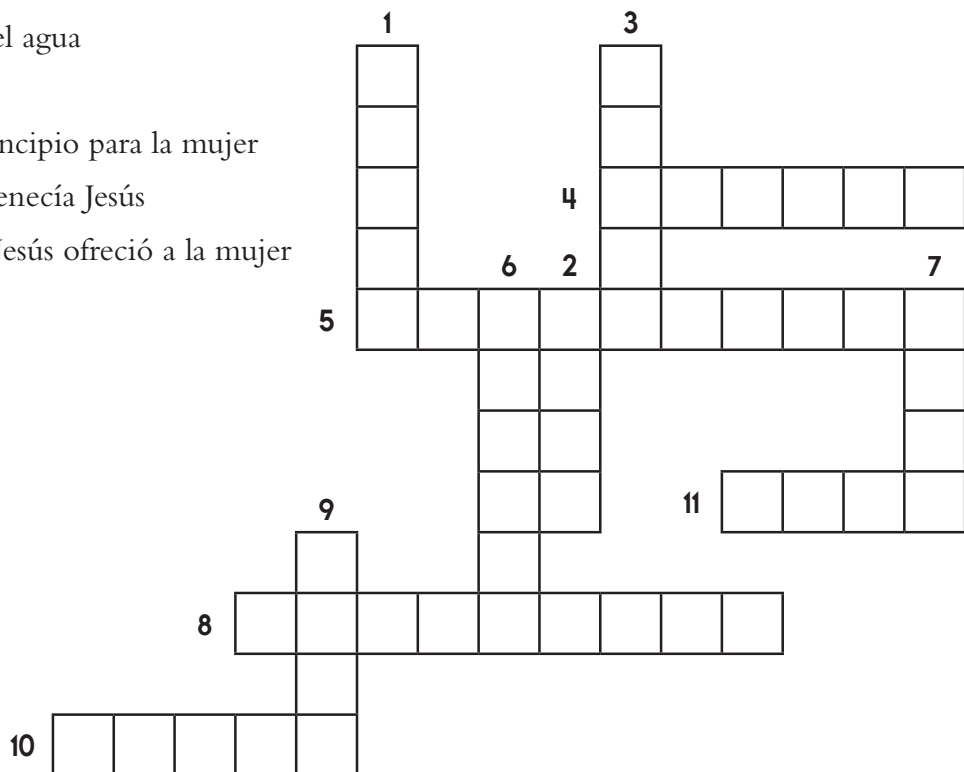 el agua
ncipio para la mujer
enecía Jesús
Jesús ofreció a la mujer
1 3
4
6 2 7
5
11
9
8
10